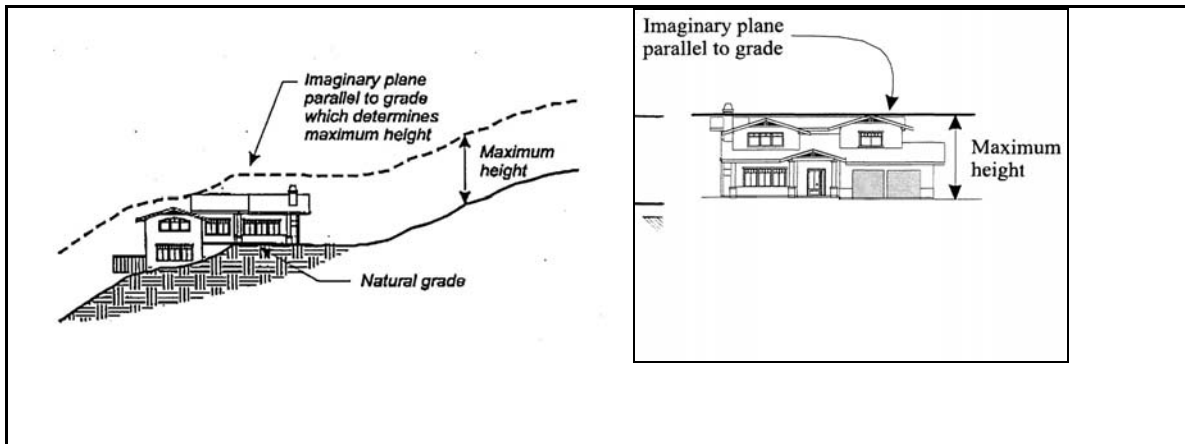 Imaginary plane
parallel to grade
which determines
maximum height
Maximum
height
Natural grade
Imaginary plane
parallel to grade
Maximum
height